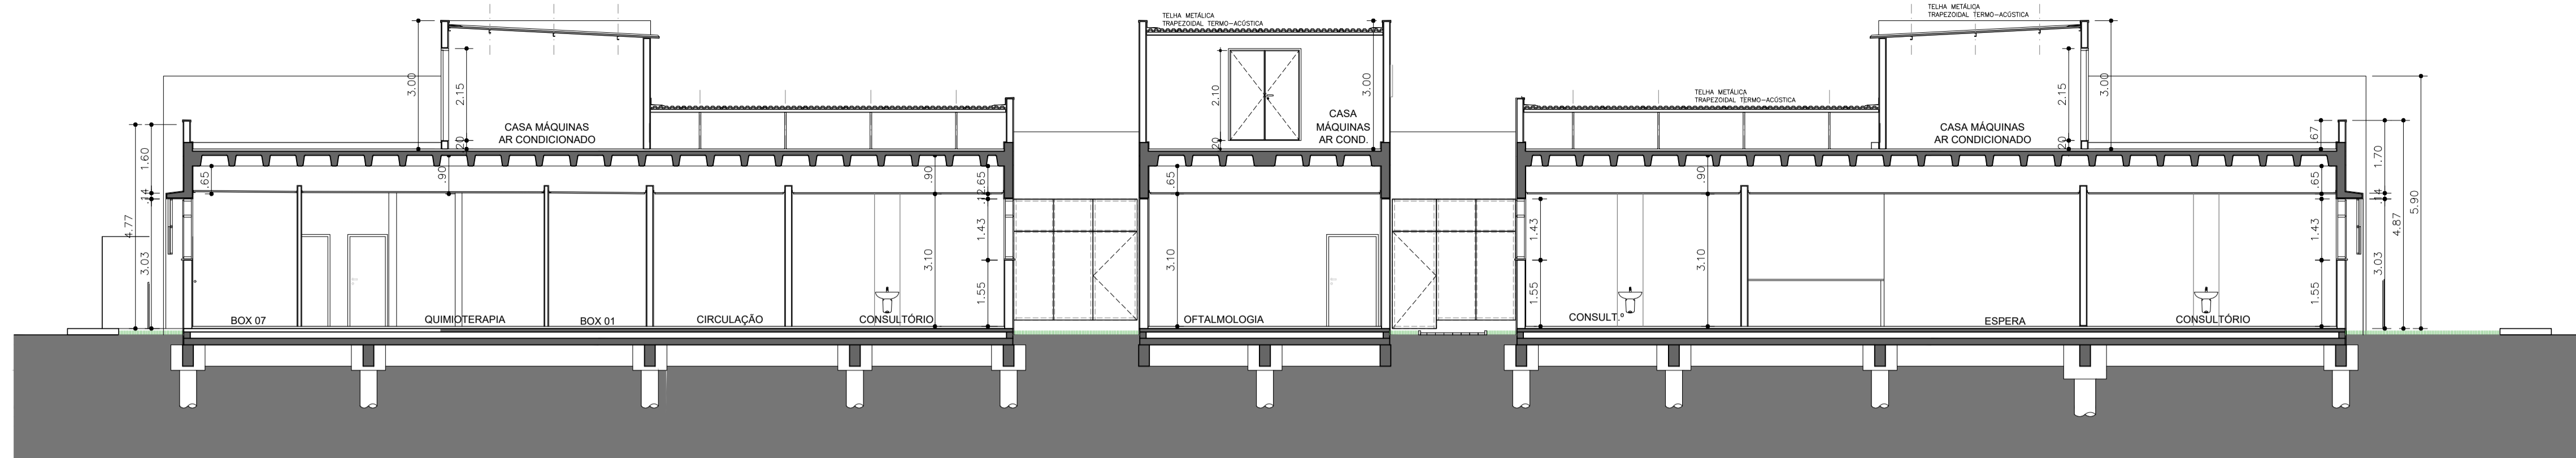 TELHA METÁLICA
TRAPEZOIDAL TERMO-ACÚSTICA
TELHA METÁLICA
TRAPEZOIDAL TERMO-ACÚSTICA
3.00
2.15
20
CASA MÁQUINAS
AR CONDICIONADO
2.10
20
3.00
CASA
MÁQUINAS
AR COND.
TELHA METÁLICA
TRAPEZOIDAL TERMO-ACÚSTICA
CASA MÁQUINAS
AR CONDICIONADO
2.15
20
3.00
.67
4.77
1.60
.14
3.03
.65
.90
.90
.65
.12
1.43
3.10
1.55
.65
3.10
1.43
1.55
.90
3.10
.65
1.43
1.55
1.70
.14
3.03
4.87
5.90
BOX 07
QUIMIOTERAPIA
BOX 01
CIRCULAÇÃO
CONSULTÓRIO
OFTALMOLOGIA
CONSULT.º
ESPERA
CONSULTÓRIO